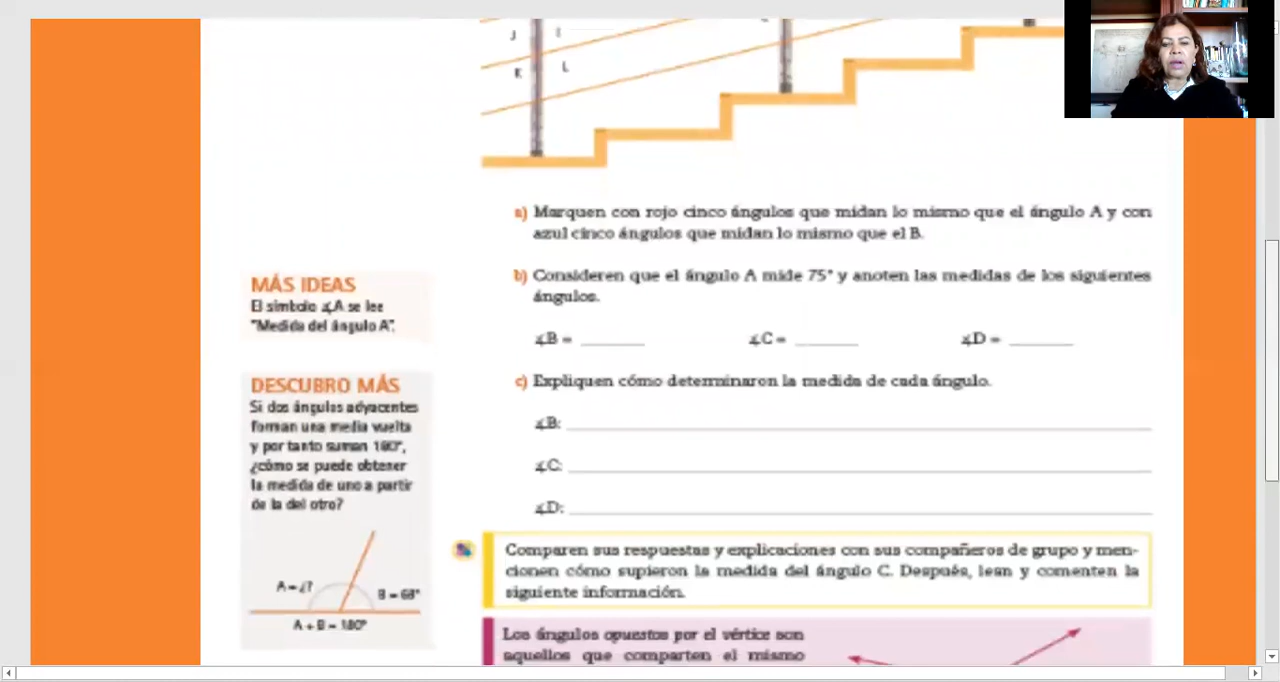 J
K
L
a) Marquen con rojo cinco ángulos que midan lo mismo que el ángulo A y con
azul cinco ángulos que midan lo mismo que el B.
b) Consideren que el ángulo A mide 75° y anoten las medidas de los siguientes
ángulos.
∡B = ______ ∡C = ______ ∡D = ______
c) Expliquen cómo determinaron la medida de cada ángulo.
∡B:
∡C:
∡D:
MÁS IDEAS
El símbolo ∡A se lee
"Medida del ángulo A".
DESCUBRO MÁS
Si dos ángulos adyacentes
forman una media vuelta
y por tanto suman 180°,
¿cómo se puede obtener
la medida de uno a partir
de la del otro?
A = ¿?
B = 68°
A + B = 180°
Comparen sus respuestas y explicaciones con sus compañeros de grupo y men-
cionen cómo supieron la medida del ángulo C. Después, lean y comenten la
siguiente información.
Los ángulos opuestos por el vértice son
aquellos que comparten el mismo